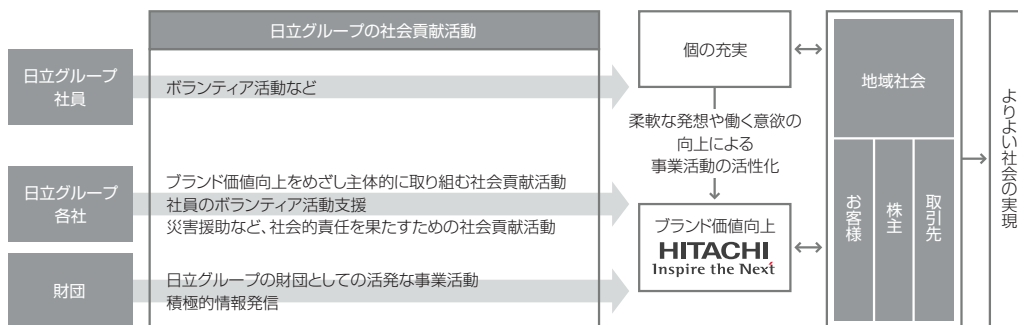 日立グループの社会貢献活動
日立グループ
社員
ボランティア活動など
日立グループ
各社
ブランド価値向上をめざし主体的に取り組む社会貢献活動
社員のボランティア活動支援
災害援助など、社会的責任を果たすための社会貢献活動
財団
日立グループの財団としての活発な事業活動
積極的情報発信
個の充実
柔軟な発想や働く意欲の
向上による
事業活動の活性化
ブランド価値向上
HITACHI
Inspire the Next
地域社会
お客様
株主
取引先
よりよい社会の実現